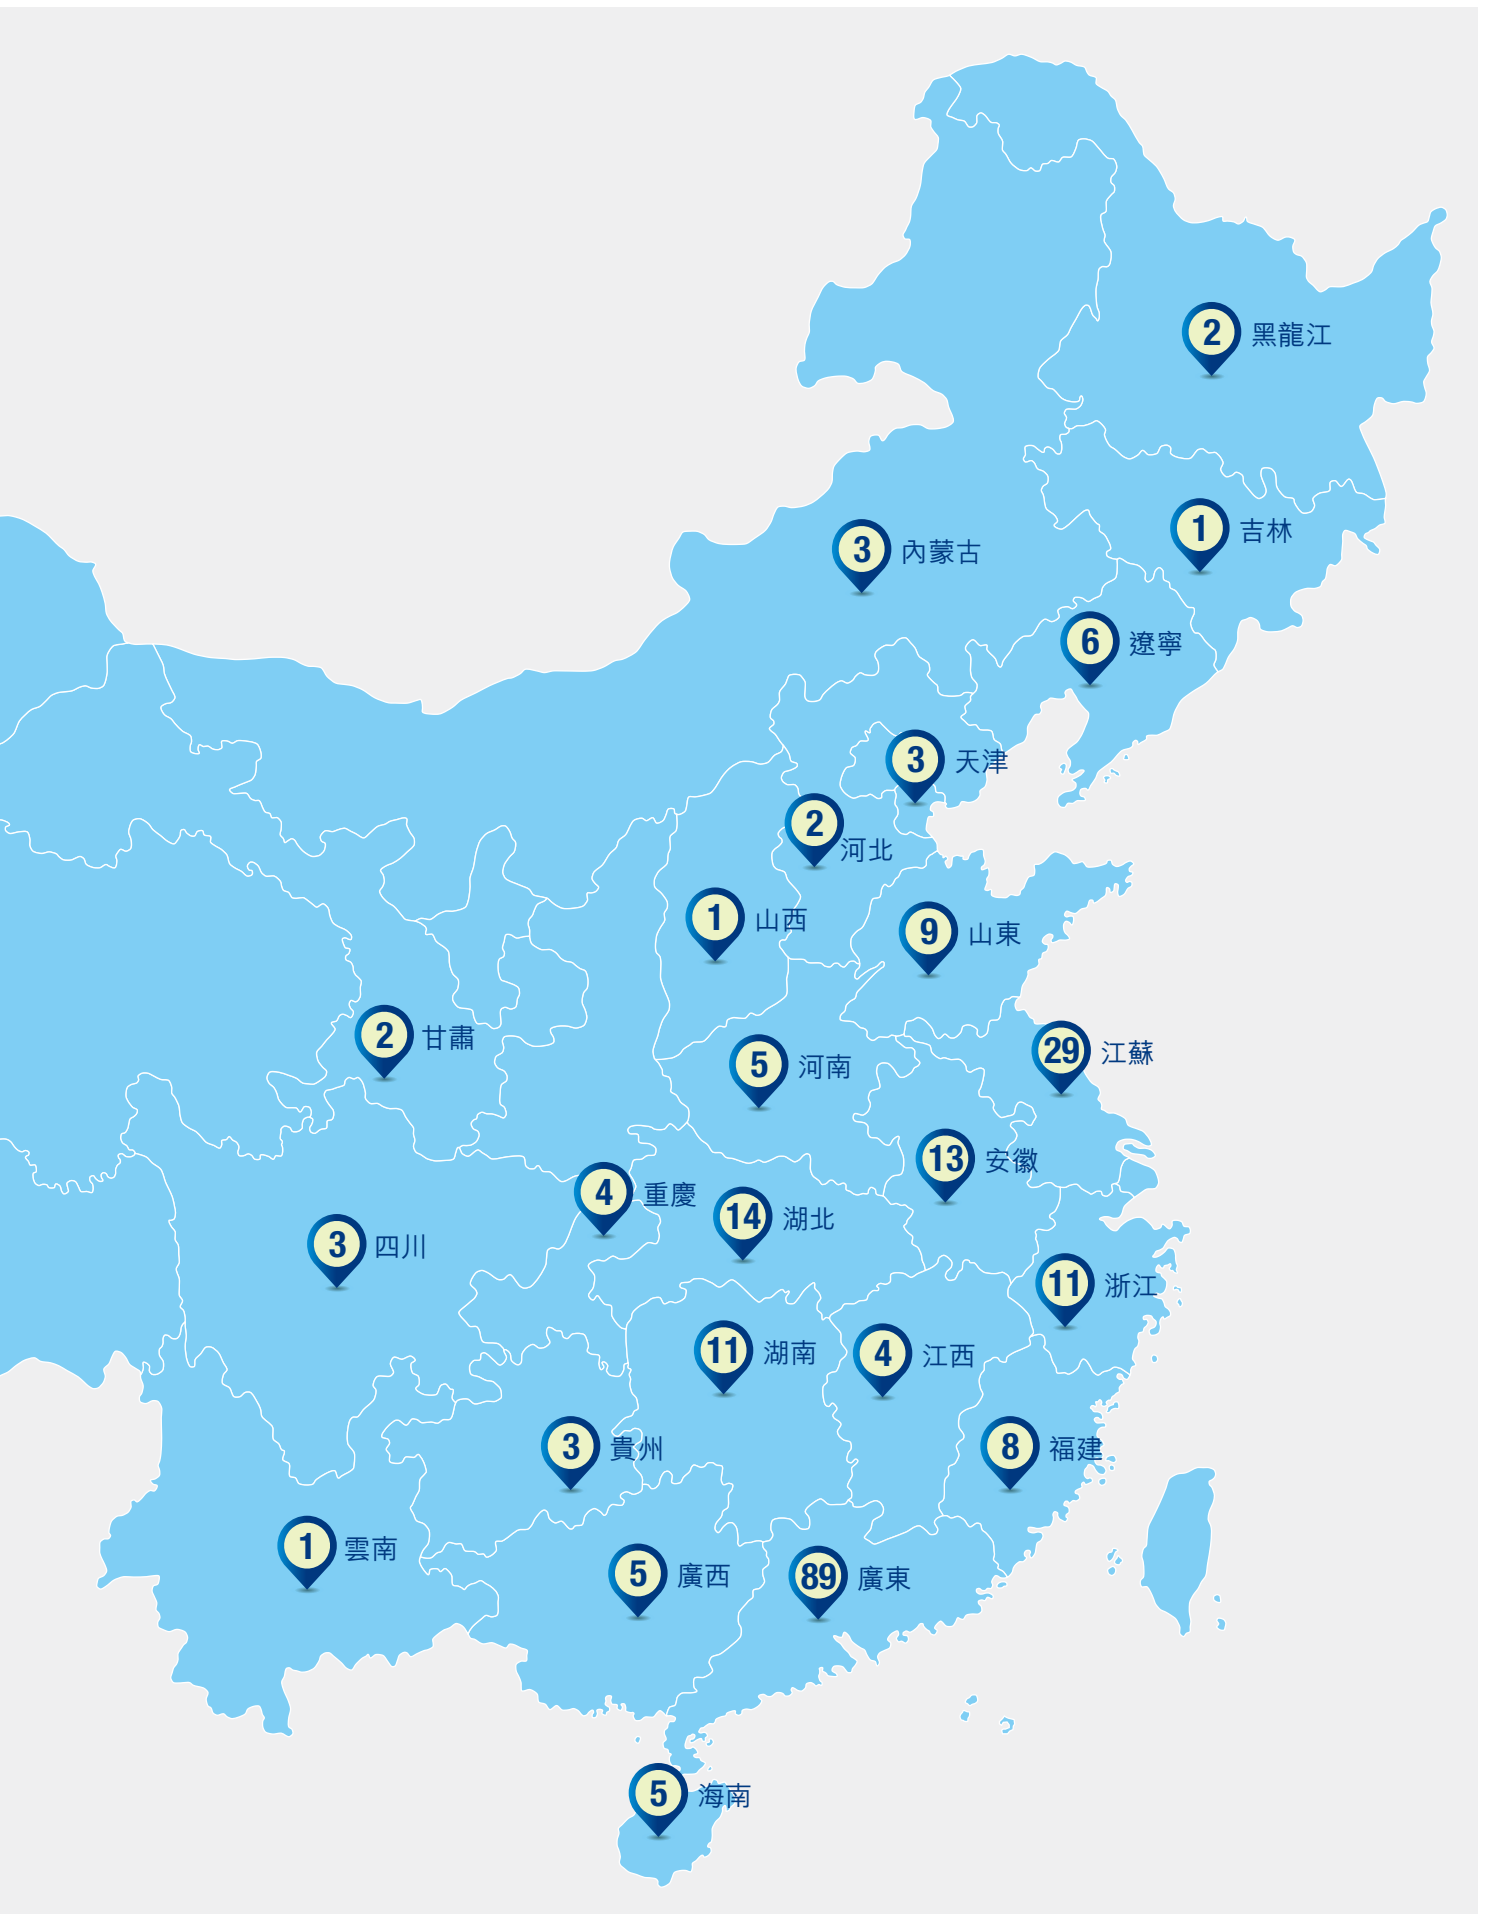 2 黑龍江
1 吉林
3 內蒙古
6 遼寧
3 天津
2 河北
1 山西
9 山東
2 甘肅
5 河南
29 江蘇
13 安徽
4 重慶
14 湖北
3 四川
11 浙江
11 湖南
4 江西
3 貴州
8 福建
1 雲南
5 廣西
89 廣東
5 海南